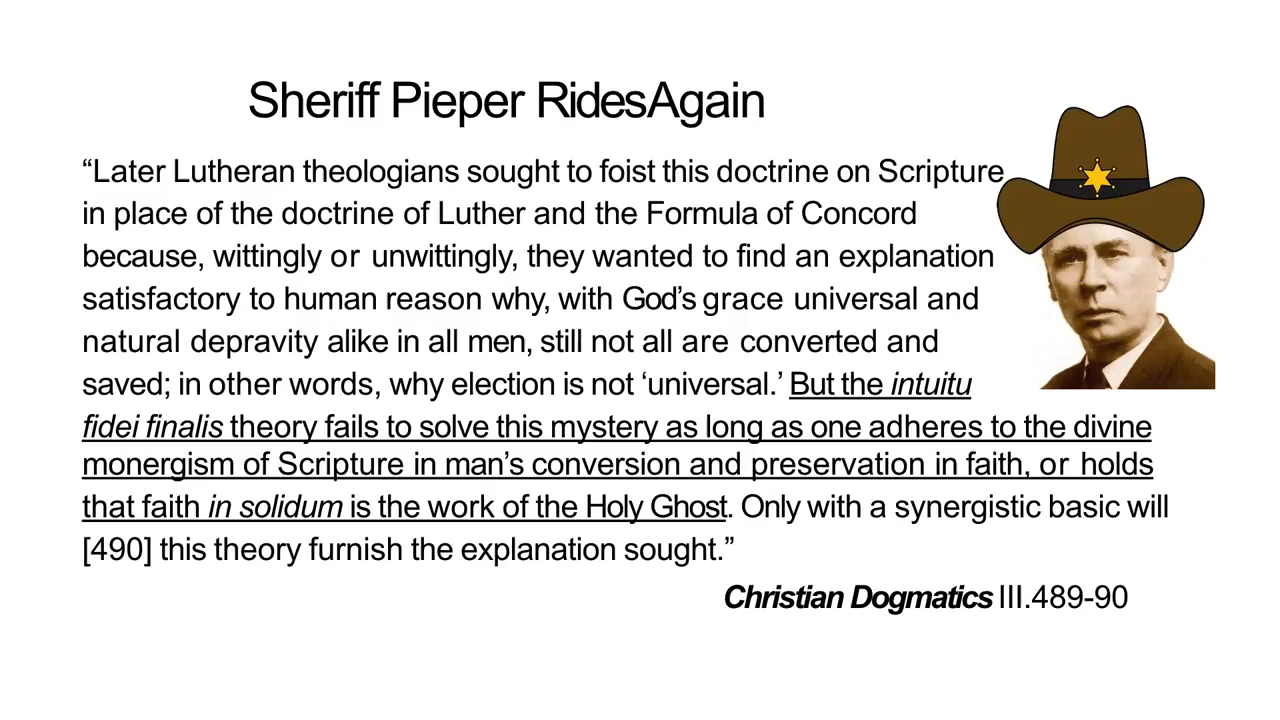 Sheriff Pieper RidesAgain
“Later Lutheran theologians sought to foist this doctrine on Scripture
in place of the doctrine of Luther and the Formula of Concord
because, wittingly or unwittingly, they wanted to find an explanation
satisfactory to human reason why, with God’s grace universal and
natural depravity alike in all men, still not all are converted and
saved; in other words, why election is not ‘universal.’ But the intuitu
fidei finalis theory fails to solve this mystery as long as one adheres to the divine
monergism of Scripture in man’s conversion and preservation in faith, or holds
that faith in solidum is the work of the Holy Ghost. Only with a synergistic basic will
[490] this theory furnish the explanation sought.”
Christian Dogmatics III.489-90